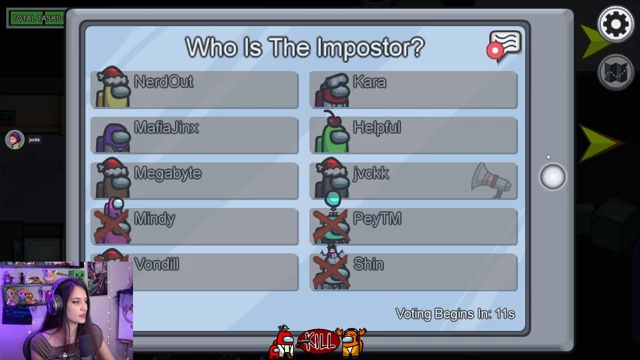 TOTAL TASKS
Who Is The Impostor?
NerdOut
Kara
MafiaJinx
Helpful
jvckk
Megabyte
jvckk
Mindy
PeyTM
Vondill
Shin
Voting Begins In: 11s
KILL